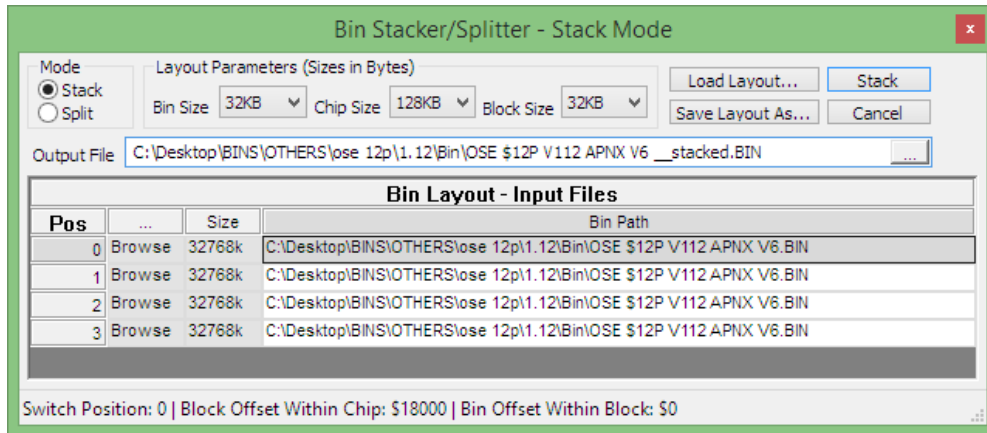 Bin Stacker/Splitter - Stack Mode
x
Mode
Stack
Split
Layout Parameters (Sizes in Bytes)
Bin Size 32KB Chip Size 128KB Block Size 32KB
Load Layout... Stack
Save Layout As... Cancel
Output File C:\Desktop\BINS\OTHERS\ose 12p\1.12\Bin\OSE $12P V112 APNX V6 __stacked.BIN ...
Bin Layout - Input Files
Pos ... Size Bin Path
0 Browse 32768k C:\Desktop\BINS\OTHERS\ose 12p\1.12\Bin\OSE $12P V112 APNX V6.BIN
1 Browse 32768k C:\Desktop\BINS\OTHERS\ose 12p\1.12\Bin\OSE $12P V112 APNX V6.BIN
2 Browse 32768k C:\Desktop\BINS\OTHERS\ose 12p\1.12\Bin\OSE $12P V112 APNX V6.BIN
3 Browse 32768k C:\Desktop\BINS\OTHERS\ose 12p\1.12\Bin\OSE $12P V112 APNX V6.BIN
Switch Position: 0 | Block Offset Within Chip: $18000 | Bin Offset Within Block: $0